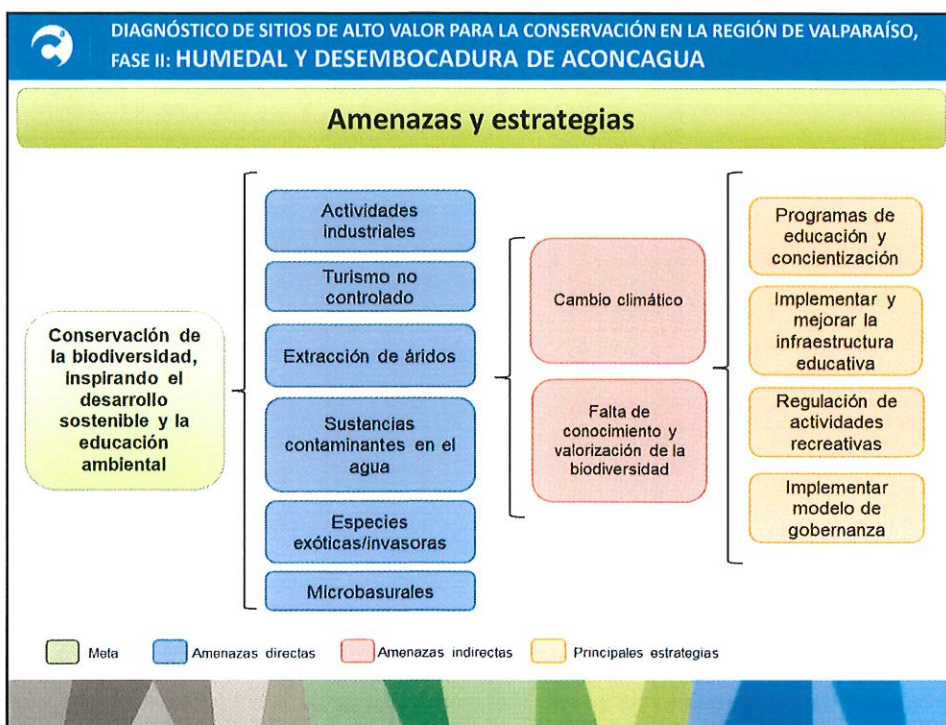 DIAGNÓSTICO DE SITIOS DE ALTO VALOR PARA LA CONSERVACIÓN EN LA REGIÓN DE VALPARAÍSO,
FASE II: HUMEDAL Y DESEMBOCADURA DE ACONCAGUA
Amenazas y estrategias
Conservación de
la biodiversidad,
inspirando el
desarrollo
sostenible y la
educación
ambiental
Actividades
industriales
Turismo no
controlado
Extracción de áridos
Sustancias
contaminantes en el
agua
Especies
exóticas/invasoras
Microbasurales
Cambio climático
Falta de
conocimiento y
valorización de la
biodiversidad
Programas de
educación y
concientización
Implementar y
mejorar la
infraestructura
educativa
Regulación de
actividades
recreativas
Implementar
modelo de
gobernanza
Meta
Amenazas directas
Amenazas indirectas
Principales estrategias